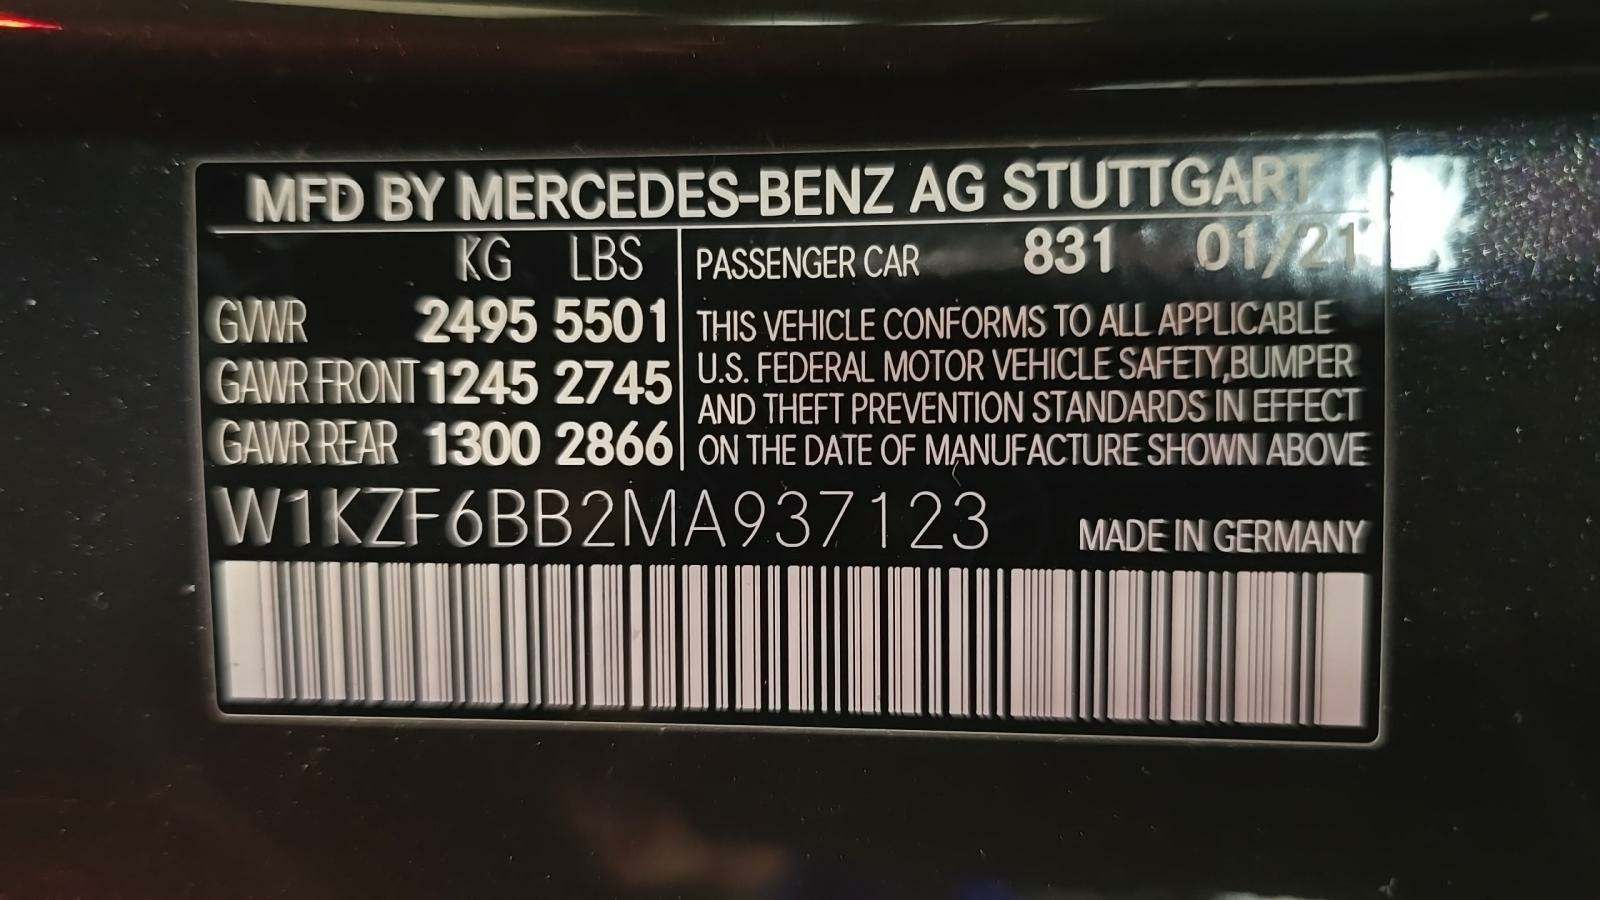 MFD BY MERCEDES-BENZ AG STUTTGART
KG LBS
GVWR 2495 5501
GAWR FRONT 1245 2745
GAWR REAR 1300 2866
PASSENGER CAR 831 01/21
THIS VEHICLE CONFORMS TO ALL APPLICABLE
U.S. FEDERAL MOTOR VEHICLE SAFETY,BUMPER
AND THEFT PREVENTION STANDARDS IN EFFECT
ON THE DATE OF MANUFACTURE SHOWN ABOVE
W1KZF6BB2MA937123
MADE IN GERMANY